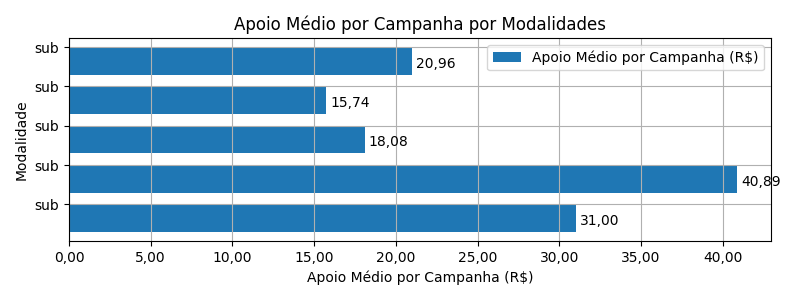 Apoio Médio por Campanha por Modalidades
Apoio Médio por Campanha (R$)
Modalidade
sub
20,96
sub
15,74
sub
18,08
sub
40,89
sub
31,00
0,00 5,00 10,00 15,00 20,00 25,00 30,00 35,00 40,00
Apoio Médio por Campanha (R$)